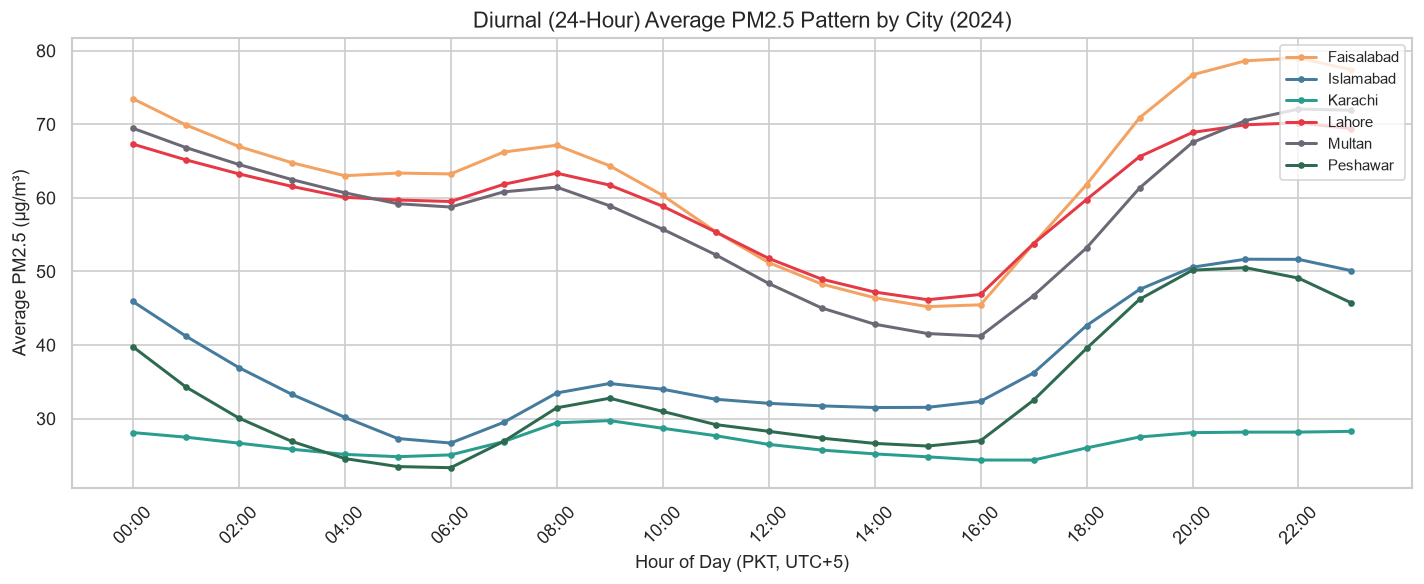 Diurnal (24-Hour) Average PM2.5 Pattern by City (2024)
Average PM2.5 (µg/m³)
80
70
60
50
40
30
Faisalabad
Islamabad
Karachi
Lahore
Multan
Peshawar
00:00
02:00
04:00
06:00
08:00
10:00
12:00
14:00
16:00
18:00
20:00
22:00
Hour of Day (PKT, UTC+5)